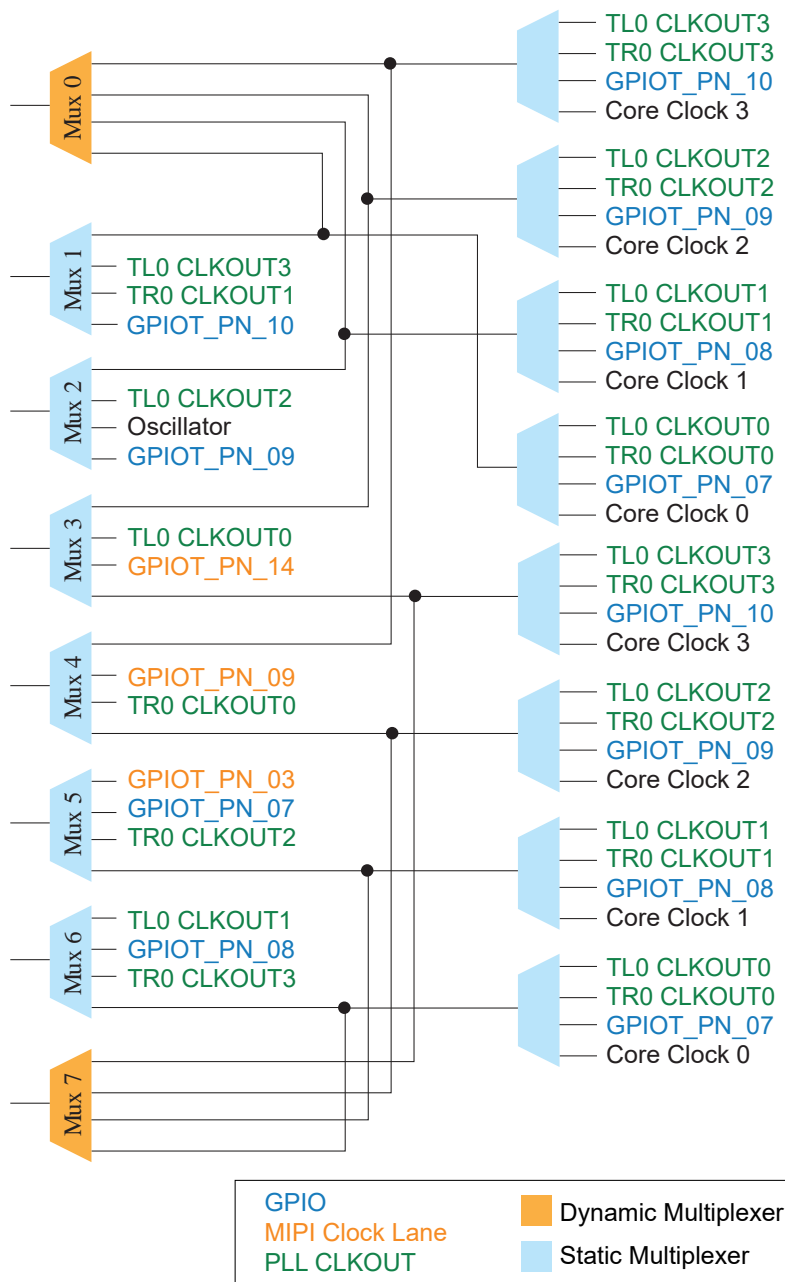 Mux 0
TL0 CLKOUT3
TR0 CLKOUT3
GPIOT_PN_10
Core Clock 3
TL0 CLKOUT2
TR0 CLKOUT2
GPIOT_PN_09
Core Clock 2
Mux 1
TL0 CLKOUT3
TR0 CLKOUT1
GPIOT_PN_10
TL0 CLKOUT1
TR0 CLKOUT1
GPIOT_PN_08
Core Clock 1
Mux 2
TL0 CLKOUT2
Oscillator
GPIOT_PN_09
TL0 CLKOUT0
TR0 CLKOUT0
GPIOT_PN_07
Core Clock 0
Mux 3
TL0 CLKOUT0
GPIOT_PN_14
TL0 CLKOUT3
TR0 CLKOUT3
GPIOT_PN_10
Core Clock 3
Mux 4
GPIOT_PN_09
TR0 CLKOUT0
TL0 CLKOUT2
TR0 CLKOUT2
GPIOT_PN_09
Core Clock 2
Mux 5
GPIOT_PN_03
GPIOT_PN_07
TR0 CLKOUT2
TL0 CLKOUT1
TR0 CLKOUT1
GPIOT_PN_08
Core Clock 1
Mux 6
TL0 CLKOUT1
GPIOT_PN_08
TR0 CLKOUT3
TL0 CLKOUT0
TR0 CLKOUT0
GPIOT_PN_07
Core Clock 0
Mux 7
GPIO
MIPI Clock Lane
PLL CLKOUT
Dynamic Multiplexer
Static Multiplexer